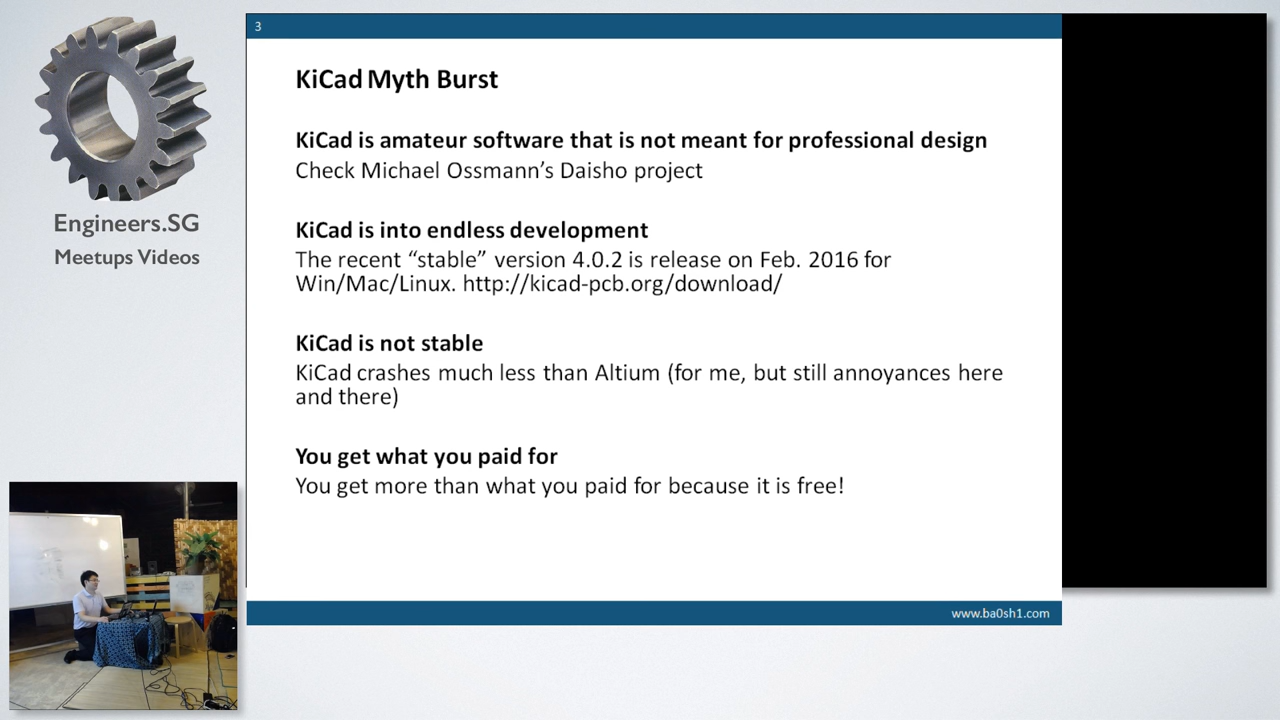 3
KiCad Myth Burst
KiCad is amateur software that is not meant for professional design
Check Michael Ossmann’s Daisho project
KiCad is into endless development
The recent “stable” version 4.0.2 is release on Feb. 2016 for
Win/Mac/Linux. http://kicad-pcb.org/download/
KiCad is not stable
KiCad crashes much less than Altium (for me, but still annoyances here
and there)
You get what you paid for
You get more than what you paid for because it is free!
www.ba0sh1.com
Engineers.SG
Meetups Videos